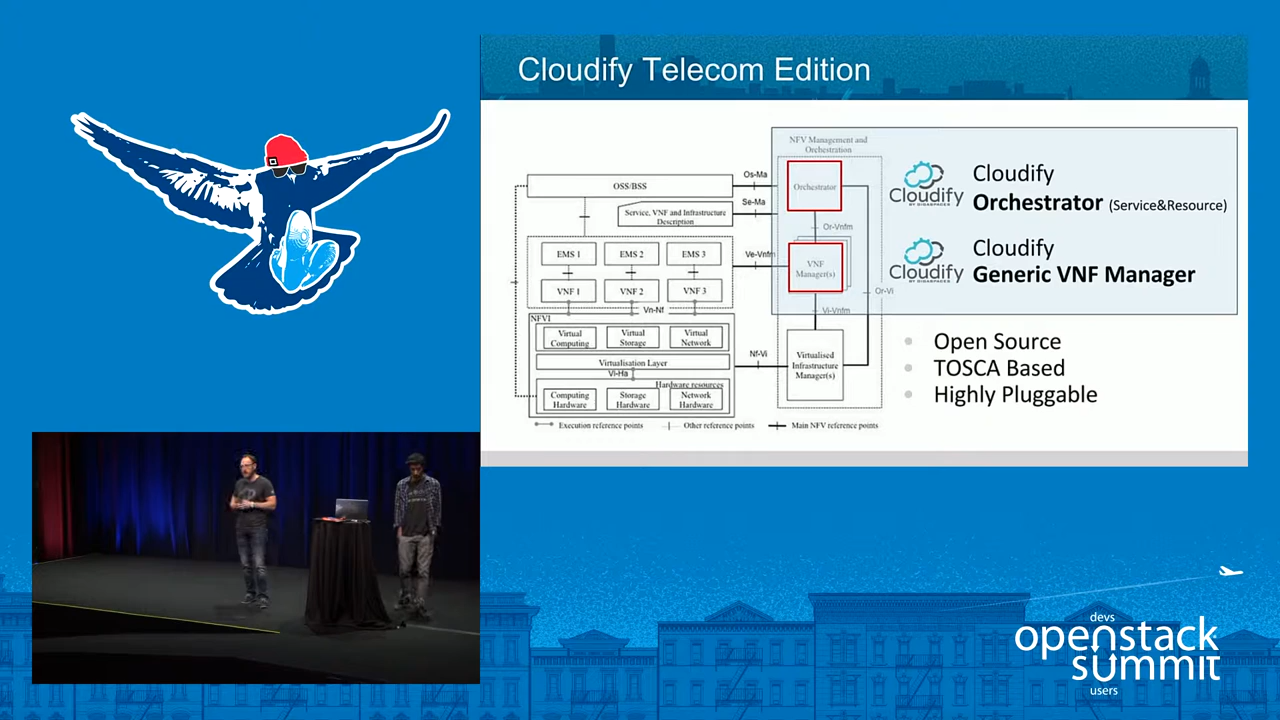 Cloudify Telecom Edition
NFV Management and
Orchestration
Os-Ma
OSS/BSS
Orchestrator
Se-Ma
Service, VNF and Infrastructure
Description
Or-Vnfm
EMS 1
EMS 2
EMS 3
Ve-Vnfm
VNF
Manager(s)
VNF 1
VNF 2
VNF 3
Or-Vi
Vn-Nf
Vi-Vnfm
NFVI
Virtual
Computing
Virtual
Storage
Virtual
Network
Virtualisation Layer
Nf-Vi
Virtualised
Infrastructure
Manager(s)
Vl-Ha
Hardware resources
Computing
Hardware
Storage
Hardware
Network
Hardware
Execution reference points
Other reference points
Main NFV reference points
Cloudify
BY GIGASPACES
Cloudify
Orchestrator (Service&Resource)
Cloudify
BY GIGASPACES
Cloudify
Generic VNF Manager
Open Source
TOSCA Based
Highly Pluggable
devs
openstack
summit
users